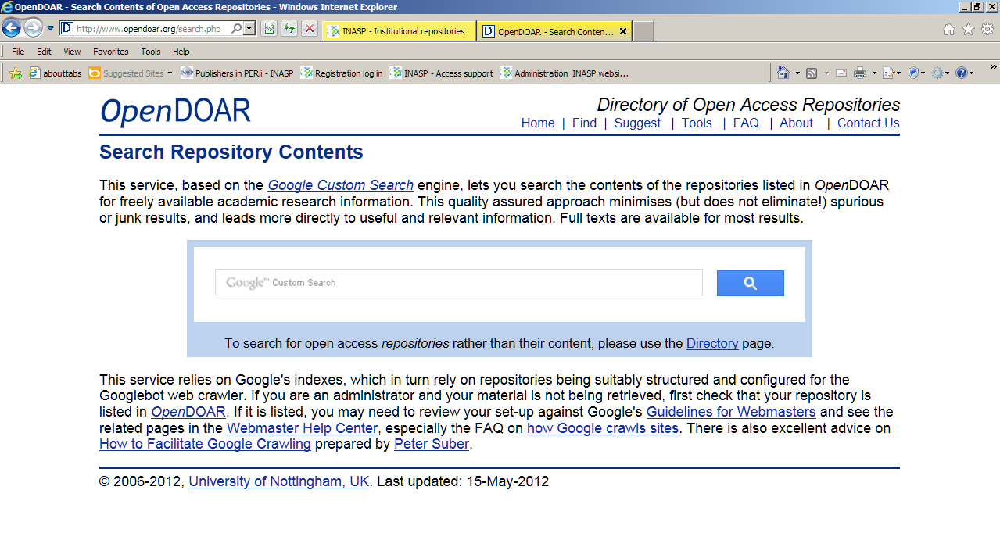 OpenDOAR - Search Contents of Open Access Repositories - Windows Internet Explorer
http://www.opendoar.org/search.php
INASP - Institutional repositories
OpenDOAR - Search Conten...
File Edit View Favorites Tools Help
abouttabs Suggested Sites Publishers in PERii - INASP Registration log in INASP - Access support Administration INASP websi...
OpenDOAR
Directory of Open Access Repositories
Home | Find | Suggest | Tools | FAQ | About | Contact Us
Search Repository Contents
This service, based on the Google Custom Search engine, lets you search the contents of the repositories listed in OpenDOAR
for freely available academic research information. This quality assured approach minimises (but does not eliminate!) spurious
or junk results, and leads more directly to useful and relevant information. Full texts are available for most results.
Google™ Custom Search
To search for open access repositories rather than their content, please use the Directory page.
This service relies on Google's indexes, which in turn rely on repositories being suitably structured and configured for the
Googlebot web crawler. If you are an administrator and your material is not being retrieved, first check that your repository is
listed in OpenDOAR. If it is listed, you may need to review your set-up against Google's Guidelines for Webmasters and see the
related pages in the Webmaster Help Center, especially the FAQ on how Google crawls sites. There is also excellent advice on
How to Facilitate Google Crawling prepared by Peter Suber.
© 2006-2012, University of Nottingham, UK. Last updated: 15-May-2012